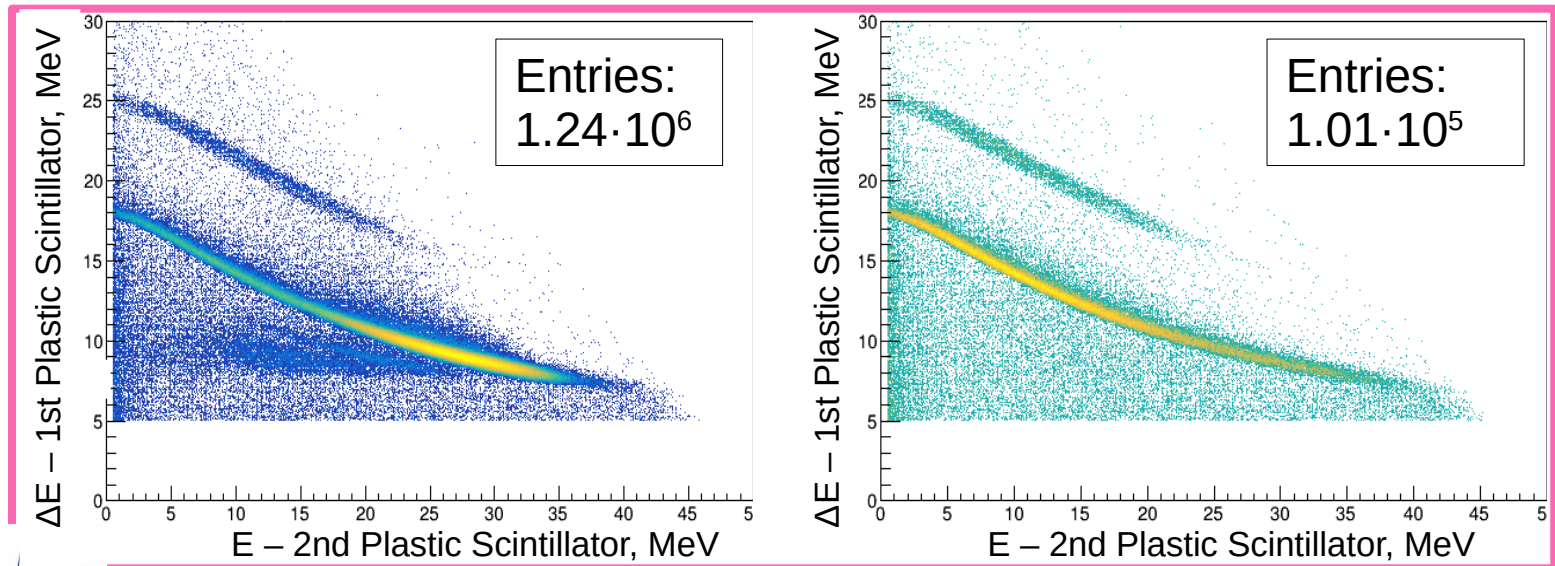 ΔE – 1st Plastic Scintillator, MeV
30
25
20
15
10
5
0
Entries:
1.24·10⁶
0 5 10 15 20 25 30 35 40 45 5
E – 2nd Plastic Scintillator, MeV
ΔE – 1st Plastic Scintillator, MeV
30
25
20
15
10
5
0
Entries:
1.01·10⁵
0 5 10 15 20 25 30 35 40 45 5
E – 2nd Plastic Scintillator, MeV